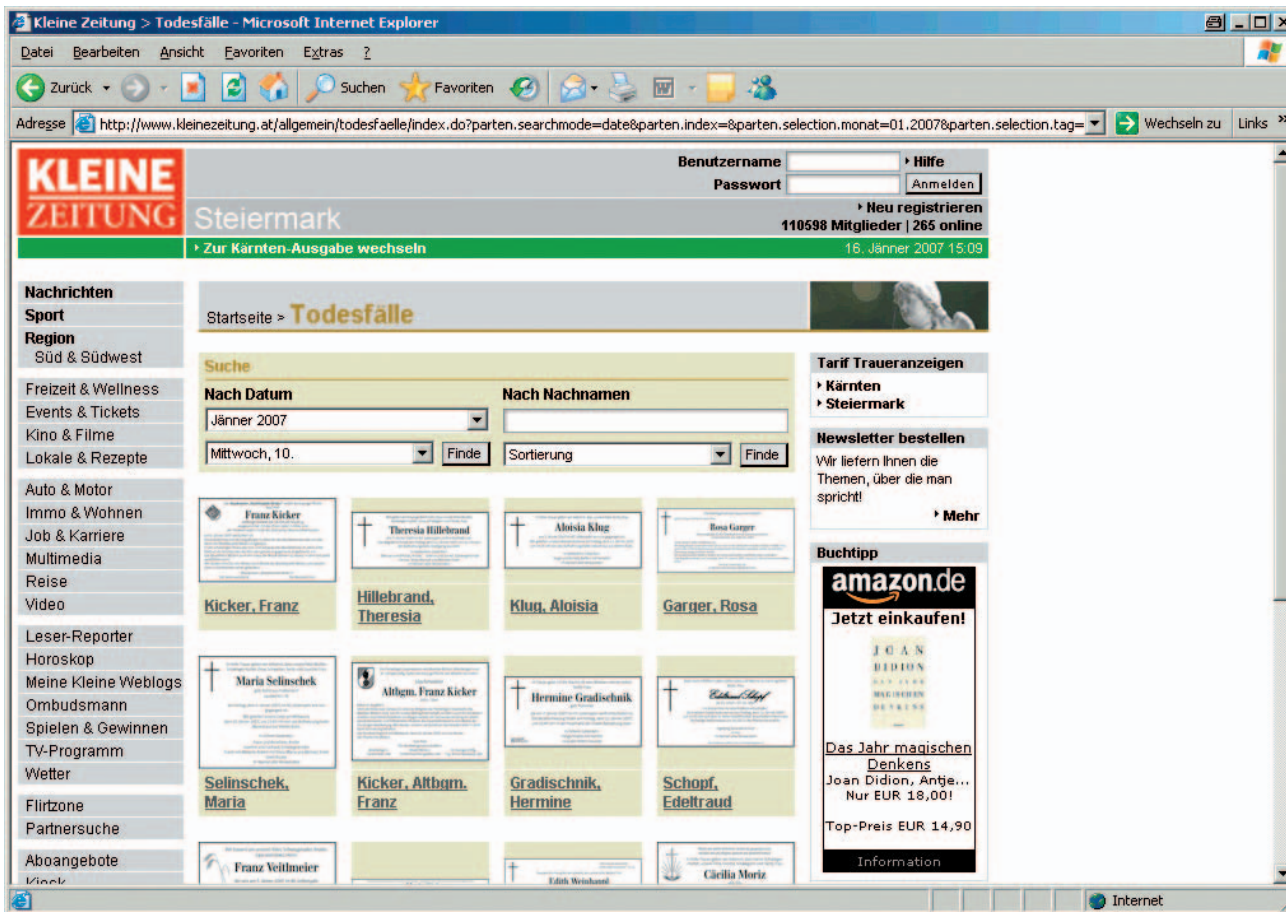 Kleine Zeitung > Todesfälle - Microsoft Internet Explorer
Datei Bearbeiten Ansicht Favoriten Extras ?
Zurück Suchen Favoriten
Adresse http://www.kleinezeitung.at/allgemein/todesfaelle/index.do?parten.searchmode=date&parten.index=&parten.selection.monat=01.2007&parten.selection.tag= Wechseln zu Links »
KLEINE
ZEITUNG
Benutzername Hilfe
Passwort Anmelden
Steiermark
Neu registrieren
110598 Mitglieder | 265 online
Zur Kärnten-Ausgabe wechseln 16. Jänner 2007 15:09
Nachrichten
Sport
Region
Süd & Südwest
Freizeit & Wellness
Events & Tickets
Kino & Filme
Lokale & Rezepte
Auto & Motor
Immo & Wohnen
Job & Karriere
Multimedia
Reise
Video
Leser-Reporter
Horoskop
Meine Kleine Weblogs
Ombudsmann
Spielen & Gewinnen
TV-Programm
Wetter
Flirtzone
Partnersuche
Aboangebote
Kiosk
Startseite > Todesfälle
Suche
Nach Datum Nach Nachnamen
Jänner 2007
Mittwoch, 10. Finde Sortierung Finde
Franz Kicker
Kicker, Franz
Theresia Hillebrand
Hillebrand,
Theresia
Aloisia Klug
Klug, Aloisia
Rosa Garger
Garger, Rosa
Maria Selinschek
Selinschek,
Maria
Altbgm. Franz Kicker
Kicker, Altbgm.
Franz
Hermine Gradischnik
Gradischnik,
Hermine
Edeltraud Schopf
Schopf,
Edeltraud
Franz Veitlmeier
Edith
Cäcilia Moriz
Tarif Traueranzeigen
Kärnten
Steiermark
Newsletter bestellen
Wir liefern Ihnen die
Themen, über die man
spricht!
Mehr
Buchtipp
amazon.de
Jetzt einkaufen!
JOAN
DIDION
DAS JAHR
MAGISCHEN
DENKENS
Das Jahr magischen
Denkens
Joan Didion, Antje...
Nur EUR 18,00!
Top-Preis EUR 14,90
Information
Internet